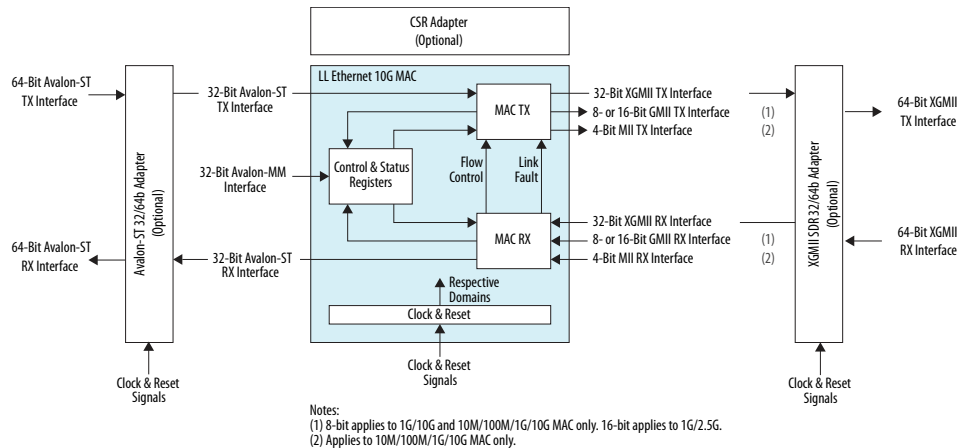 CSR Adapter
(Optional)
64-Bit Avalon-ST
TX Interface
Avalon-ST 32/64b Adapter
(Optional)
64-Bit Avalon-ST
RX Interface
Clock & Reset
Signals
32-Bit Avalon-ST
TX Interface
32-Bit Avalon-MM
Interface
32-Bit Avalon-ST
RX Interface
LL Ethernet 10G MAC
MAC TX
Control & Status
Registers
Flow
Control
Link
Fault
MAC RX
Respective
Domains
Clock & Reset
Clock & Reset
Signals
32-Bit XGMII TX Interface
8- or 16-Bit GMII TX Interface (1)
4-Bit MII TX Interface (2)
32-Bit XGMII RX Interface
8- or 16-Bit GMII RX Interface (1)
4-Bit MII RX Interface (2)
XGMII SDR 32/64b Adapter
(Optional)
64-Bit XGMII
TX Interface
64-Bit XGMII
RX Interface
Clock & Reset
Signals
Notes:
(1) 8-bit applies to 1G/10G and 10M/100M/1G/10G MAC only. 16-bit applies to 1G/2.5G.
(2) Applies to 10M/100M/1G/10G MAC only.